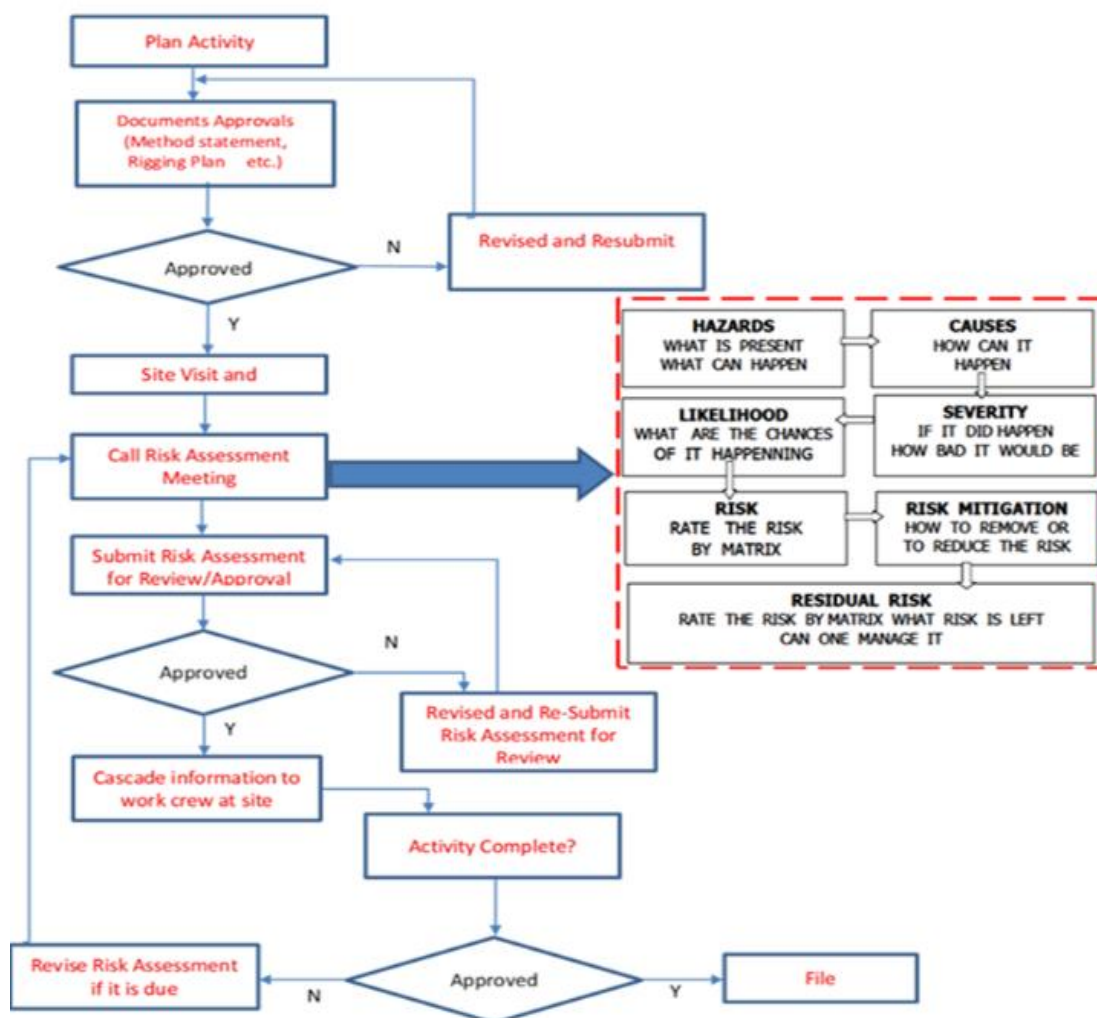 Plan Activity
Documents Approvals
(Method statement,
Rigging Plan etc.)
Approved
N
Revised and Resubmit
Y
Site Visit and
Call Risk Assessment
Meeting
HAZARDS
WHAT IS PRESENT
WHAT CAN HAPPEN
CAUSES
HOW CAN IT
HAPPEN
SEVERITY
IF IT DID HAPPEN
HOW BAD IT WOULD BE
LIKELIHOOD
WHAT ARE THE CHANCES
OF IT HAPPENNING
RISK
RATE THE RISK
BY MATRIX
RISK MITIGATION
HOW TO REMOVE OR
TO REDUCE THE RISK
RESIDUAL RISK
RATE THE RISK BY MATRIX WHAT RISK IS LEFT
CAN ONE MANAGE IT
Submit Risk Assessment
for Review/Approval
Approved
N
Revised and Re-Submit
Risk Assessment for
Review
Y
Cascade information to
work crew at site
Activity Complete?
Approved
N
Revise Risk Assessment
if it is due
Y
File